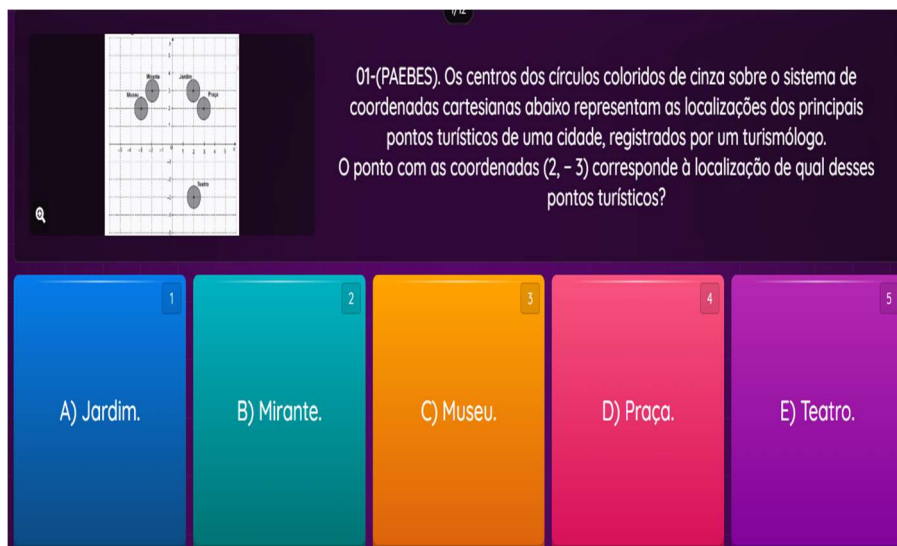 1/12
01-(PAEBES). Os centros dos círculos coloridos de cinza sobre o sistema de
coordenadas cartesianas abaixo representam as localizações dos principais
pontos turísticos de uma cidade, registrados por um turismólogo.
O ponto com as coordenadas (2, – 3) corresponde à localização de qual desses
pontos turísticos?
Mirante
Jardim
Museu
Praça
Teatro
1
A) Jardim.
2
B) Mirante.
3
C) Museu.
4
D) Praça.
5
E) Teatro.